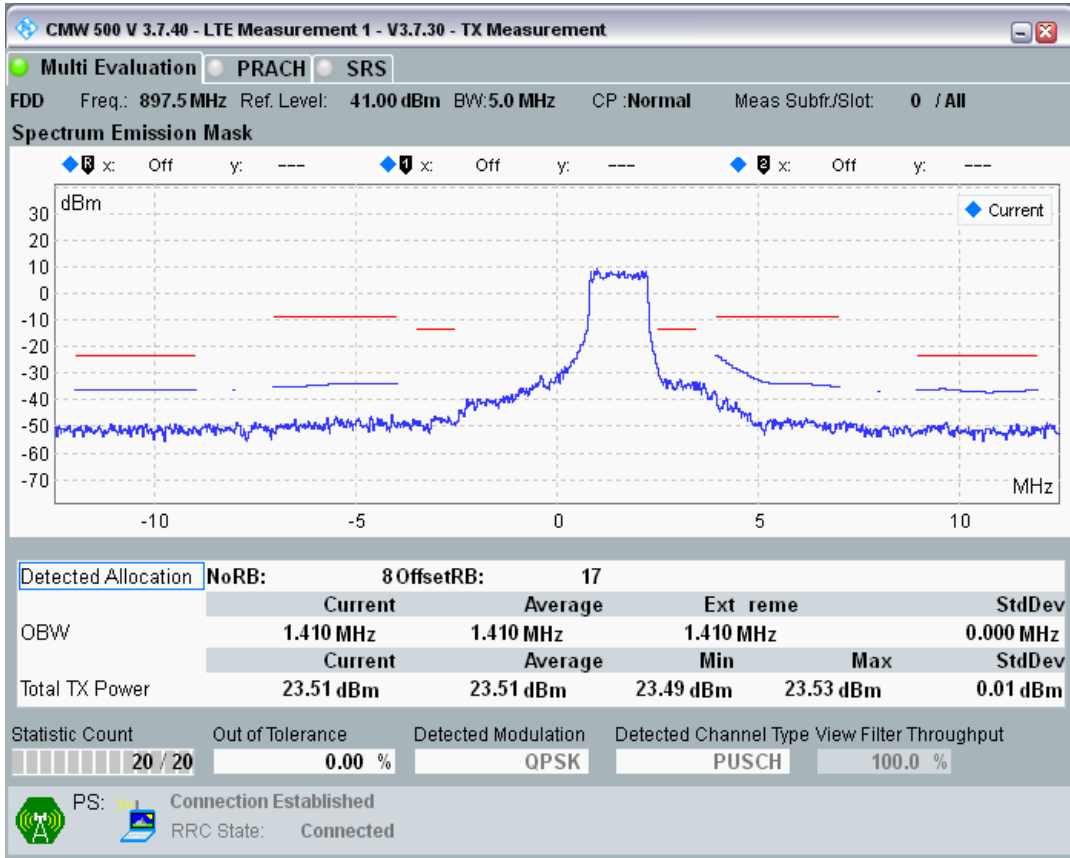 CMW 500 V 3.7.40 - LTE Measurement 1 - V3.7.30 - TX Measurement
Multi Evaluation PRACH SRS
FDD Freq.: 897.5 MHz Ref. Level: 41.00 dBm BW:5.0 MHz CP :Normal Meas Subfr./Slot: 0 / All
Spectrum Emission Mask
R x: Off y: --- 1 x: Off y: --- 2 x: Off y: ---
dBm
Current
30
20
10
0
-10
-20
-30
-40
-50
-60
-70
MHz
-10 -5 0 5 10
Detected Allocation NoRB: 8 OffsetRB: 17
Current Average Ext reme StdDev
OBW 1.410 MHz 1.410 MHz 1.410 MHz 0.000 MHz
Current Average Min Max StdDev
Total TX Power 23.51 dBm 23.51 dBm 23.49 dBm 23.53 dBm 0.01 dBm
Statistic Count Out of Tolerance Detected Modulation Detected Channel Type View Filter Throughput
20 / 20 0.00 % QPSK PUSCH 100.0 %
PS: Connection Established
RRC State: Connected